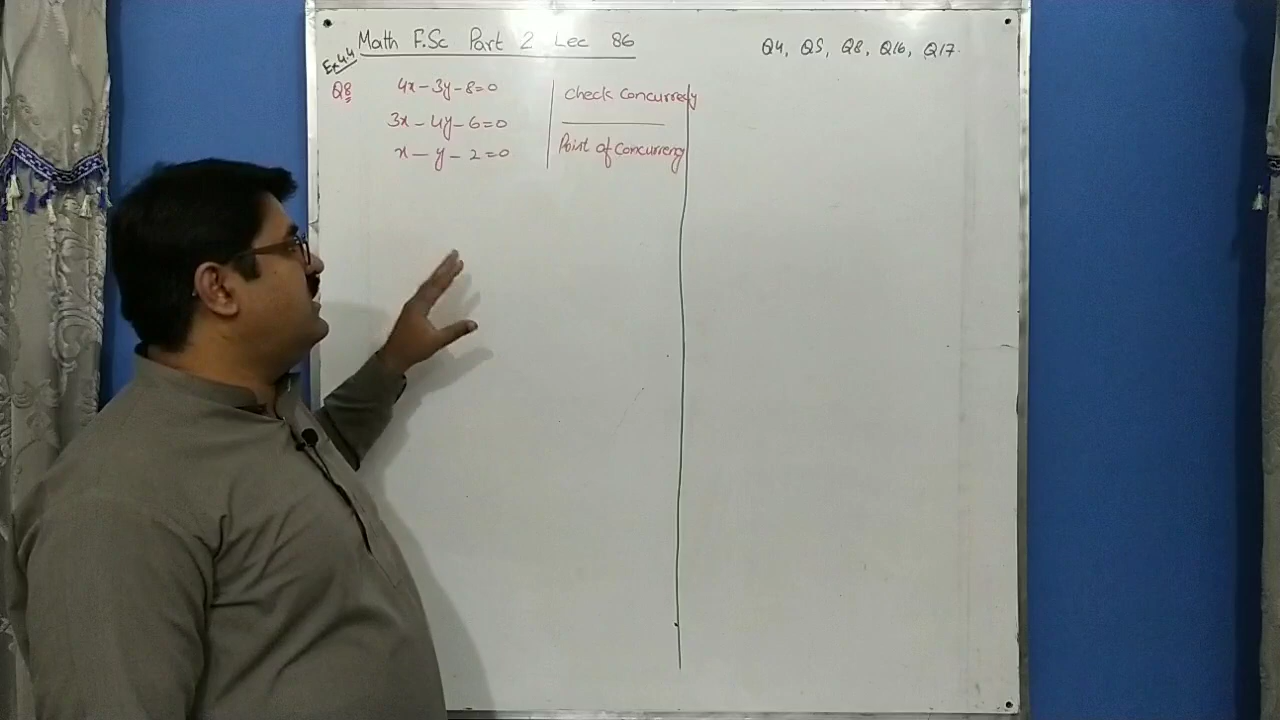 Math F.Sc Part 2 Lec 86
Q4, Q5, Q8, Q16, Q17.
Ex 4.4
Q8
4x-3y-8=0
3x-4y-6=0
x-y-2=0
Check Concurrecy
Point of Concurrency